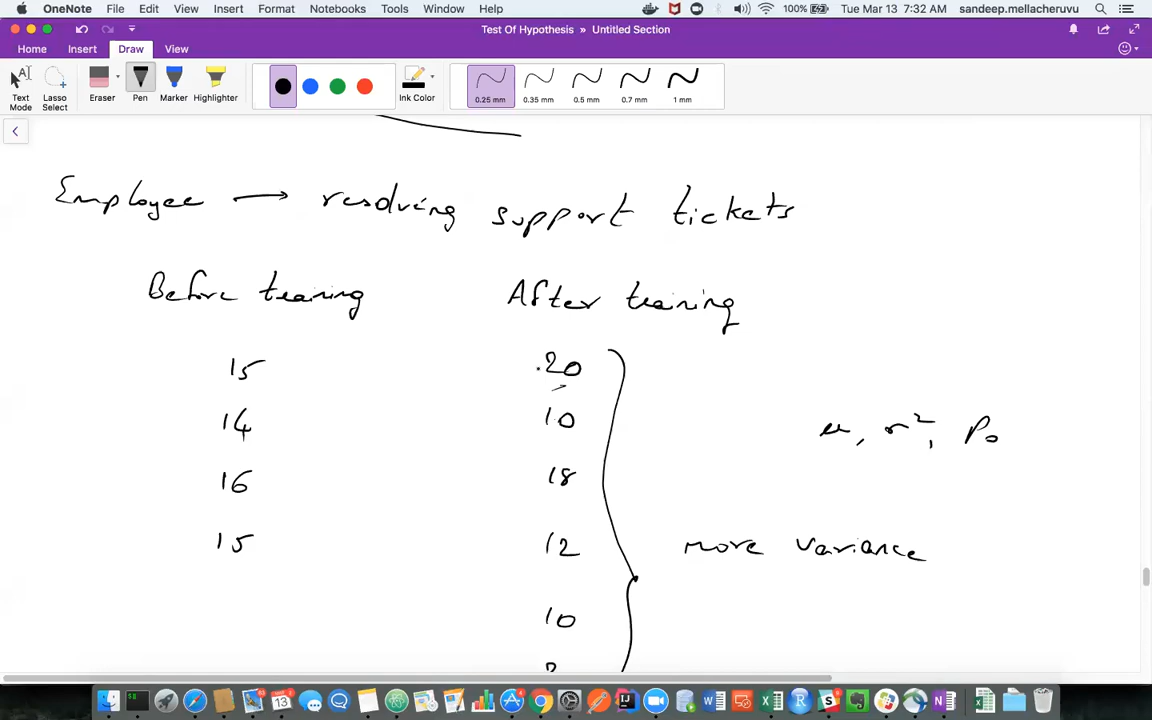 OneNote File Edit View Insert Format Notebooks Tools Window Help 100% Tue Mar 13 7:32 AM sandeep.mellacheruvu
Test Of Hypothesis » Untitled Section
Home Insert Draw View
Text Mode Lasso Select Eraser Pen Marker Highlighter Ink Color 0.25 mm 0.35 mm 0.5 mm 0.7 mm 1 mm
Employee → resolving support tickets
Before training After training
15 20
14 10
μ, σ², P₀
16 18
15 12 more variance
10